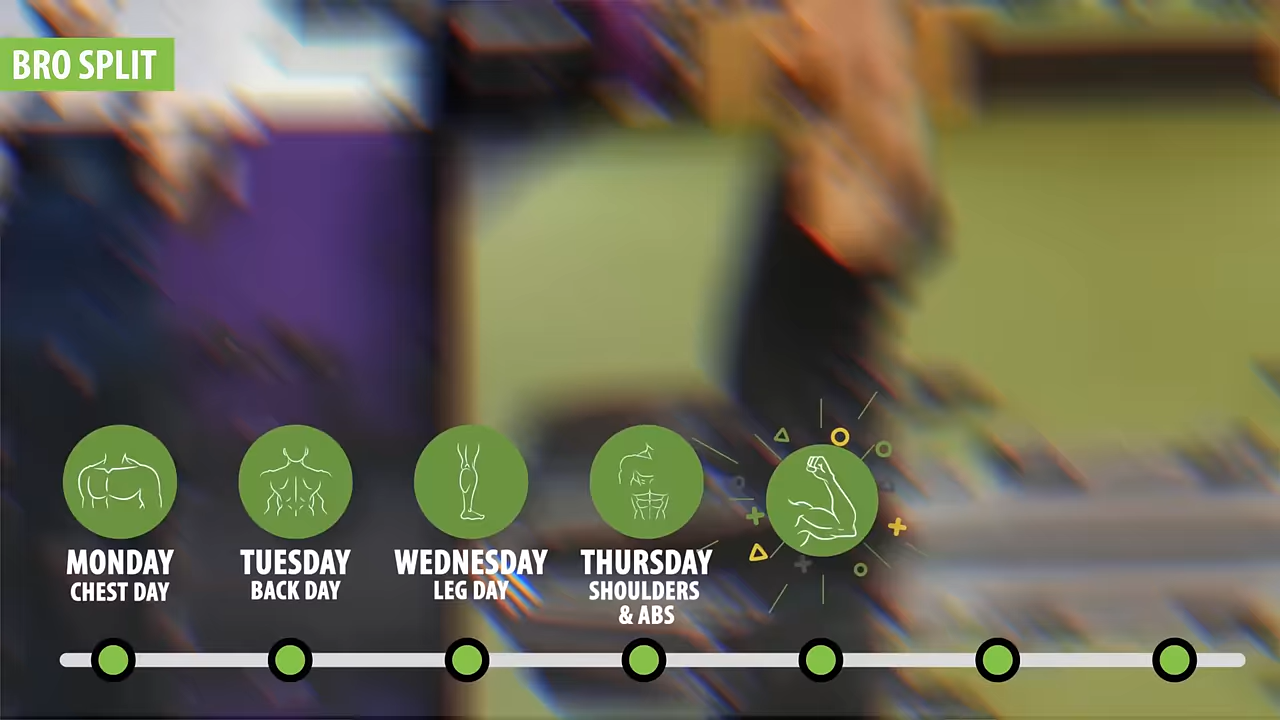 BRO SPLIT
MONDAY
CHEST DAY
TUESDAY
BACK DAY
WEDNESDAY
LEG DAY
THURSDAY
SHOULDERS
& ABS